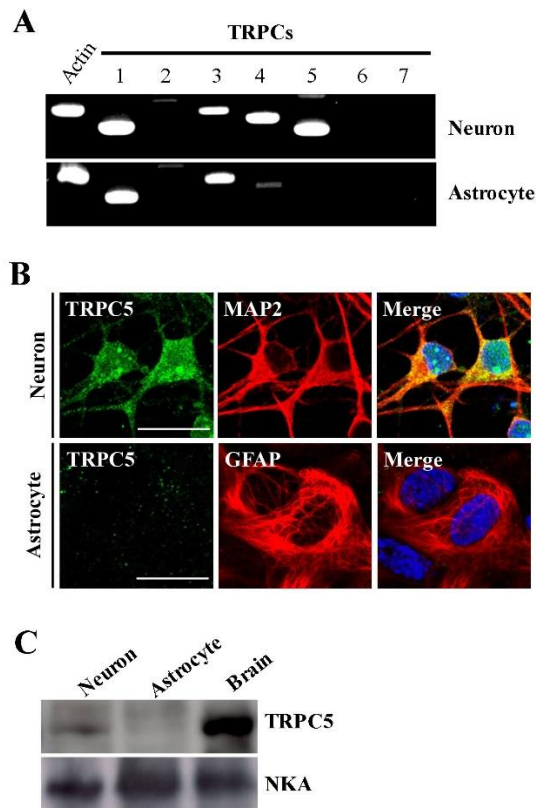 A
TRPCs
Actin 1 2 3 4 5 6 7
Neuron
Astrocyte
B
Neuron
TRPC5 MAP2 Merge
Astrocyte
TRPC5 GFAP Merge
C
Neuron Astrocyte Brain
TRPC5
NKA